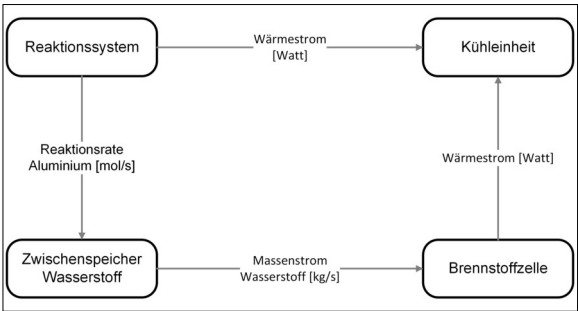 Reaktionssystem
Wärmestrom
[Watt]
Kühleinheit
Reaktionsrate
Aluminium [mol/s]
Wärmestrom [Watt]
Zwischenspeicher
Wasserstoff
Massenstrom
Wasserstoff [kg/s]
Brennstoffzelle